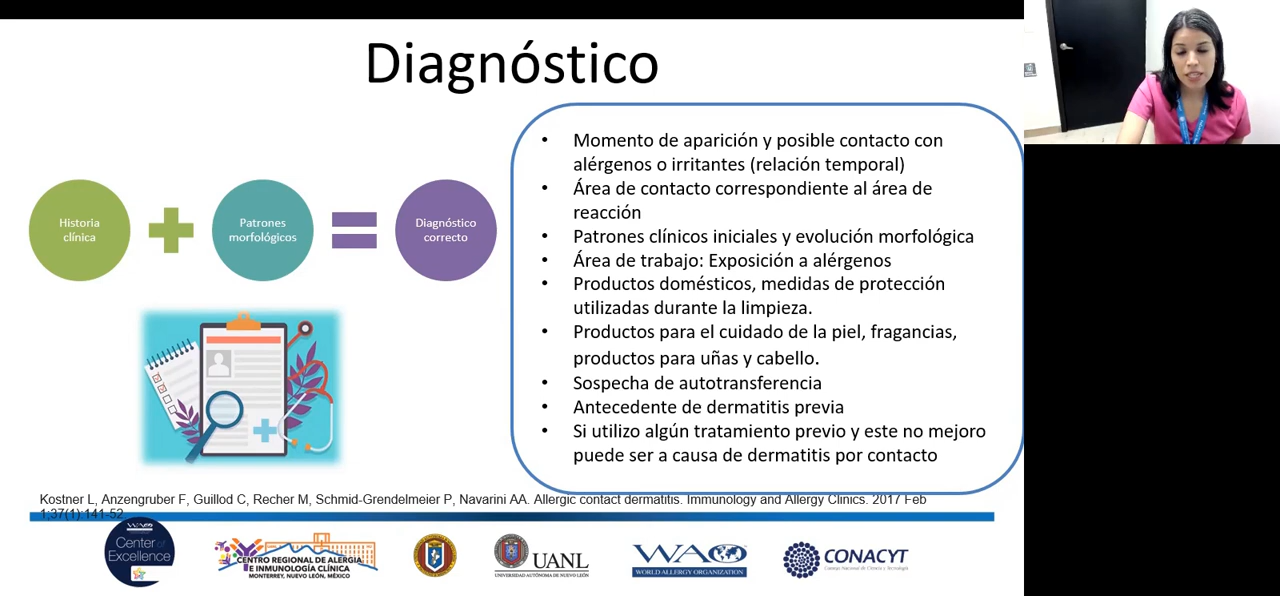 Diagnóstico
Historia
clínica
Patrones
morfológicos
Diagnóstico
correcto
• Momento de aparición y posible contacto con
alérgenos o irritantes (relación temporal)
• Área de contacto correspondiente al área de
reacción
• Patrones clínicos iniciales y evolución morfológica
• Área de trabajo: Exposición a alérgenos
• Productos domésticos, medidas de protección
utilizadas durante la limpieza.
• Productos para el cuidado de la piel, fragancias,
productos para uñas y cabello.
• Sospecha de autotransferencia
• Antecedente de dermatitis previa
• Si utilizo algún tratamiento previo y este no mejoro
puede ser a causa de dermatitis por contacto
Kostner L, Anzengruber F, Guillod C, Recher M, Schmid-Grendelmeier P, Navarini AA. Allergic contact dermatitis. Immunology and Allergy Clinics. 2017 Feb
1;37(1):141-52.
WAO
Center of
Excellence
CENTRO REGIONAL DE ALERGIA
E INMUNOLOGÍA CLÍNICA
MONTERREY, NUEVO LEÓN, MÉXICO
UANL
UNIVERSIDAD AUTÓNOMA DE NUEVO LEÓN
WAO
WORLD ALLERGY ORGANIZATION
CONACYT
Consejo Nacional de Ciencia y Tecnología